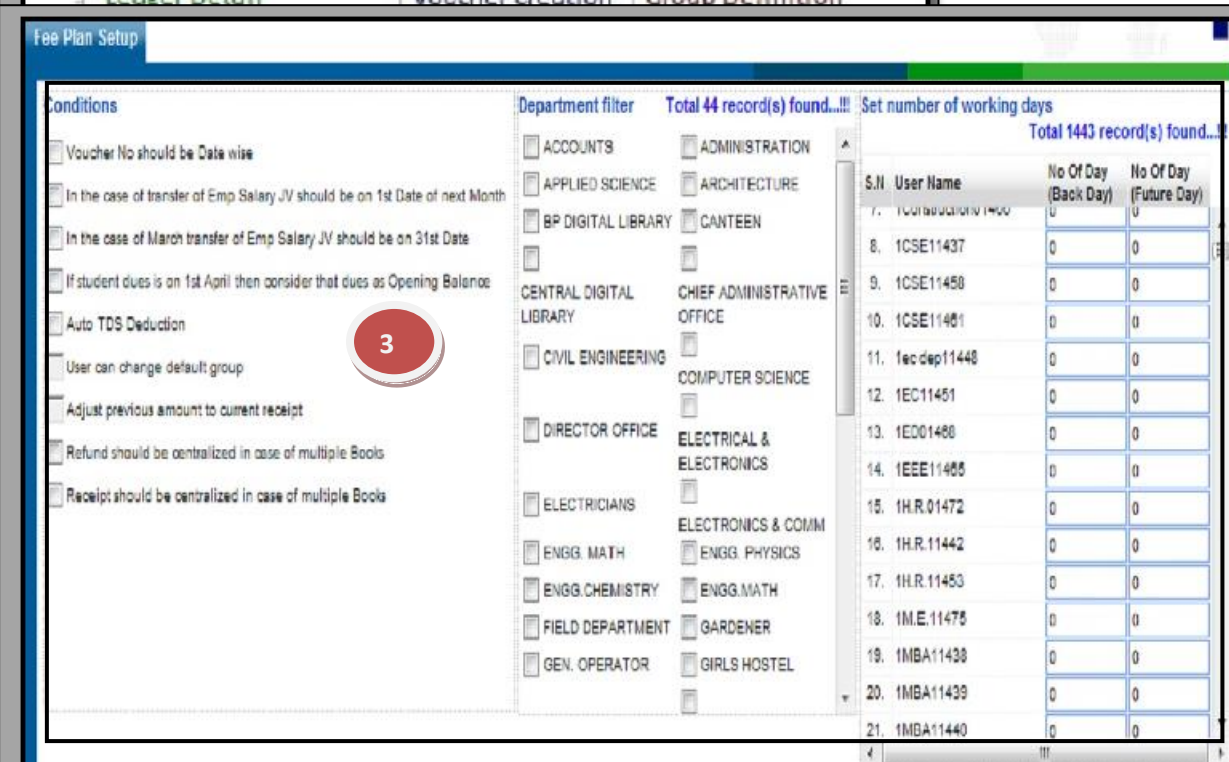 Voucher Creation
Group Definition
Fee Plan Setup
Conditions
Voucher No should be Date wise
In the case of transfer of Emp Salary JV should be on 1st Date of next Month
In the case of March transfer of Emp Salary JV should be on 31st Date
If student dues is on 1st April then consider that dues as Opening Balance
Auto TDS Deduction
User can change default group
Adjust previous amount to current receipt
Refund should be centralized in case of multiple Books
Receipt should be centralized in case of multiple Books
3
Department filter Total 44 record(s) found...!!!
ACCOUNTS ADMINISTRATION
APPLIED SCIENCE ARCHITECTURE
BP DIGITAL LIBRARY CANTEEN
CENTRAL DIGITAL LIBRARY
CHIEF ADMINISTRATIVE OFFICE
CIVIL ENGINEERING
COMPUTER SCIENCE
DIRECTOR OFFICE
ELECTRICAL & ELECTRONICS
ELECTRICIANS
ELECTRONICS & COMM
ENGG. MATH ENGG. PHYSICS
ENGG.CHEMISTRY ENGG.MATH
FIELD DEPARTMENT GARDENER
GEN. OPERATOR GIRLS HOSTEL
Set number of working days
Total 1443 record(s) found...!!!
S.N User Name No Of Day (Back Day) No Of Day (Future Day)
7. 0 0
8. 1CSE11437 0 0
9. 1CSE11458 0 0
10. 1CSE11461 0 0
11. 1ec dep11448 0 0
12. 1EC11451 0 0
13. 1ED01468 0 0
14. 1EEE11466 0 0
15. 1H.R.01472 0 0
16. 1H.R.11442 0 0
17. 1H.R.11453 0 0
18. 1M.E.11475 0 0
19. 1MBA11438 0 0
20. 1MBA11439 0 0
21. 1MBA11440 0 0